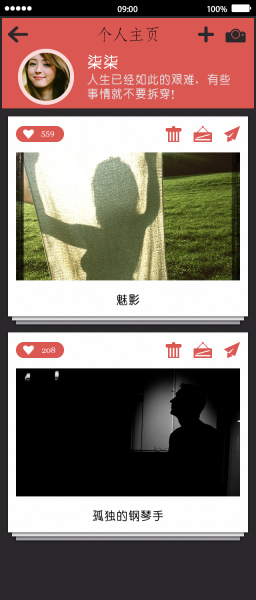 09:00
100%
个人主页
柒柒
人生已经如此的艰难，有些
事情就不要拆穿！
559
魅影
208
孤独的钢琴手